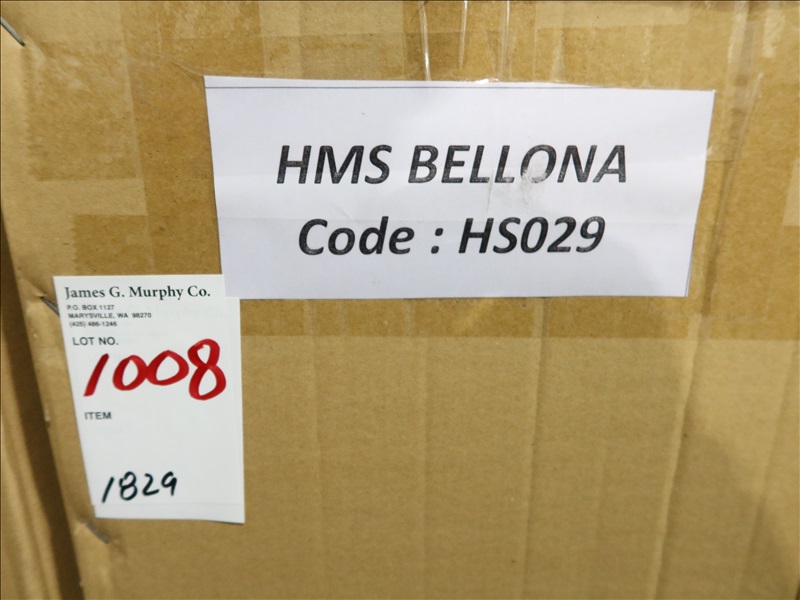 HMS BELLONA
Code : HS029
James G. Murphy Co.
P.O. BOX 1127
MARYSVILLE, WA 98270
(425) 486-1246
LOT NO.
1008
ITEM
1829